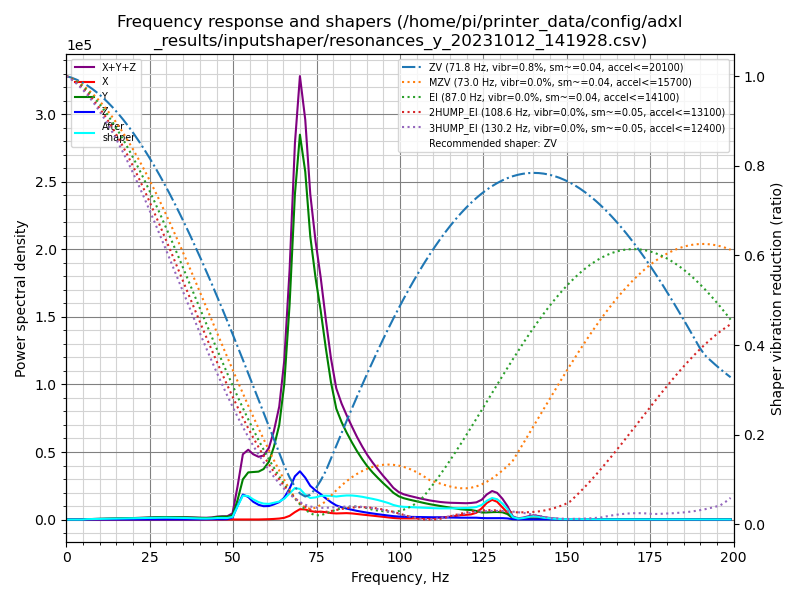 Frequency response and shapers (/home/pi/printer_data/config/adxl
_results/inputshaper/resonances_y_20231012_141928.csv)
1e5
X+Y+Z
X
Y
Z
After
shaper
ZV (71.8 Hz, vibr=0.8%, sm~=0.04, accel<=20100)
MZV (73.0 Hz, vibr=0.0%, sm~=0.04, accel<=15700)
EI (87.0 Hz, vibr=0.0%, sm~=0.04, accel<=14100)
2HUMP_EI (108.6 Hz, vibr=0.0%, sm~=0.05, accel<=13100)
3HUMP_EI (130.2 Hz, vibr=0.0%, sm~=0.05, accel<=12400)
Recommended shaper: ZV
Power spectral density
3.0
2.5
2.0
1.5
1.0
0.5
0.0
1.0
0.8
0.6
0.4
0.2
0.0
Shaper vibration reduction (ratio)
0 25 50 75 100 125 150 175 200
Frequency, Hz